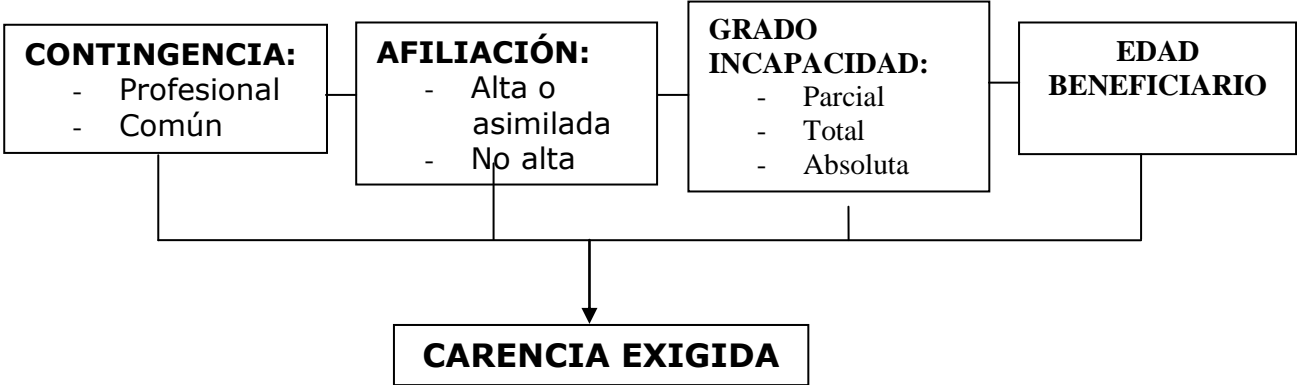 CONTINGENCIA:
- Profesional
- Común
AFILIACIÓN:
- Alta o
asimilada
- No alta
GRADO
INCAPACIDAD:
- Parcial
- Total
- Absoluta
EDAD
BENEFICIARIO
CARENCIA EXIGIDA